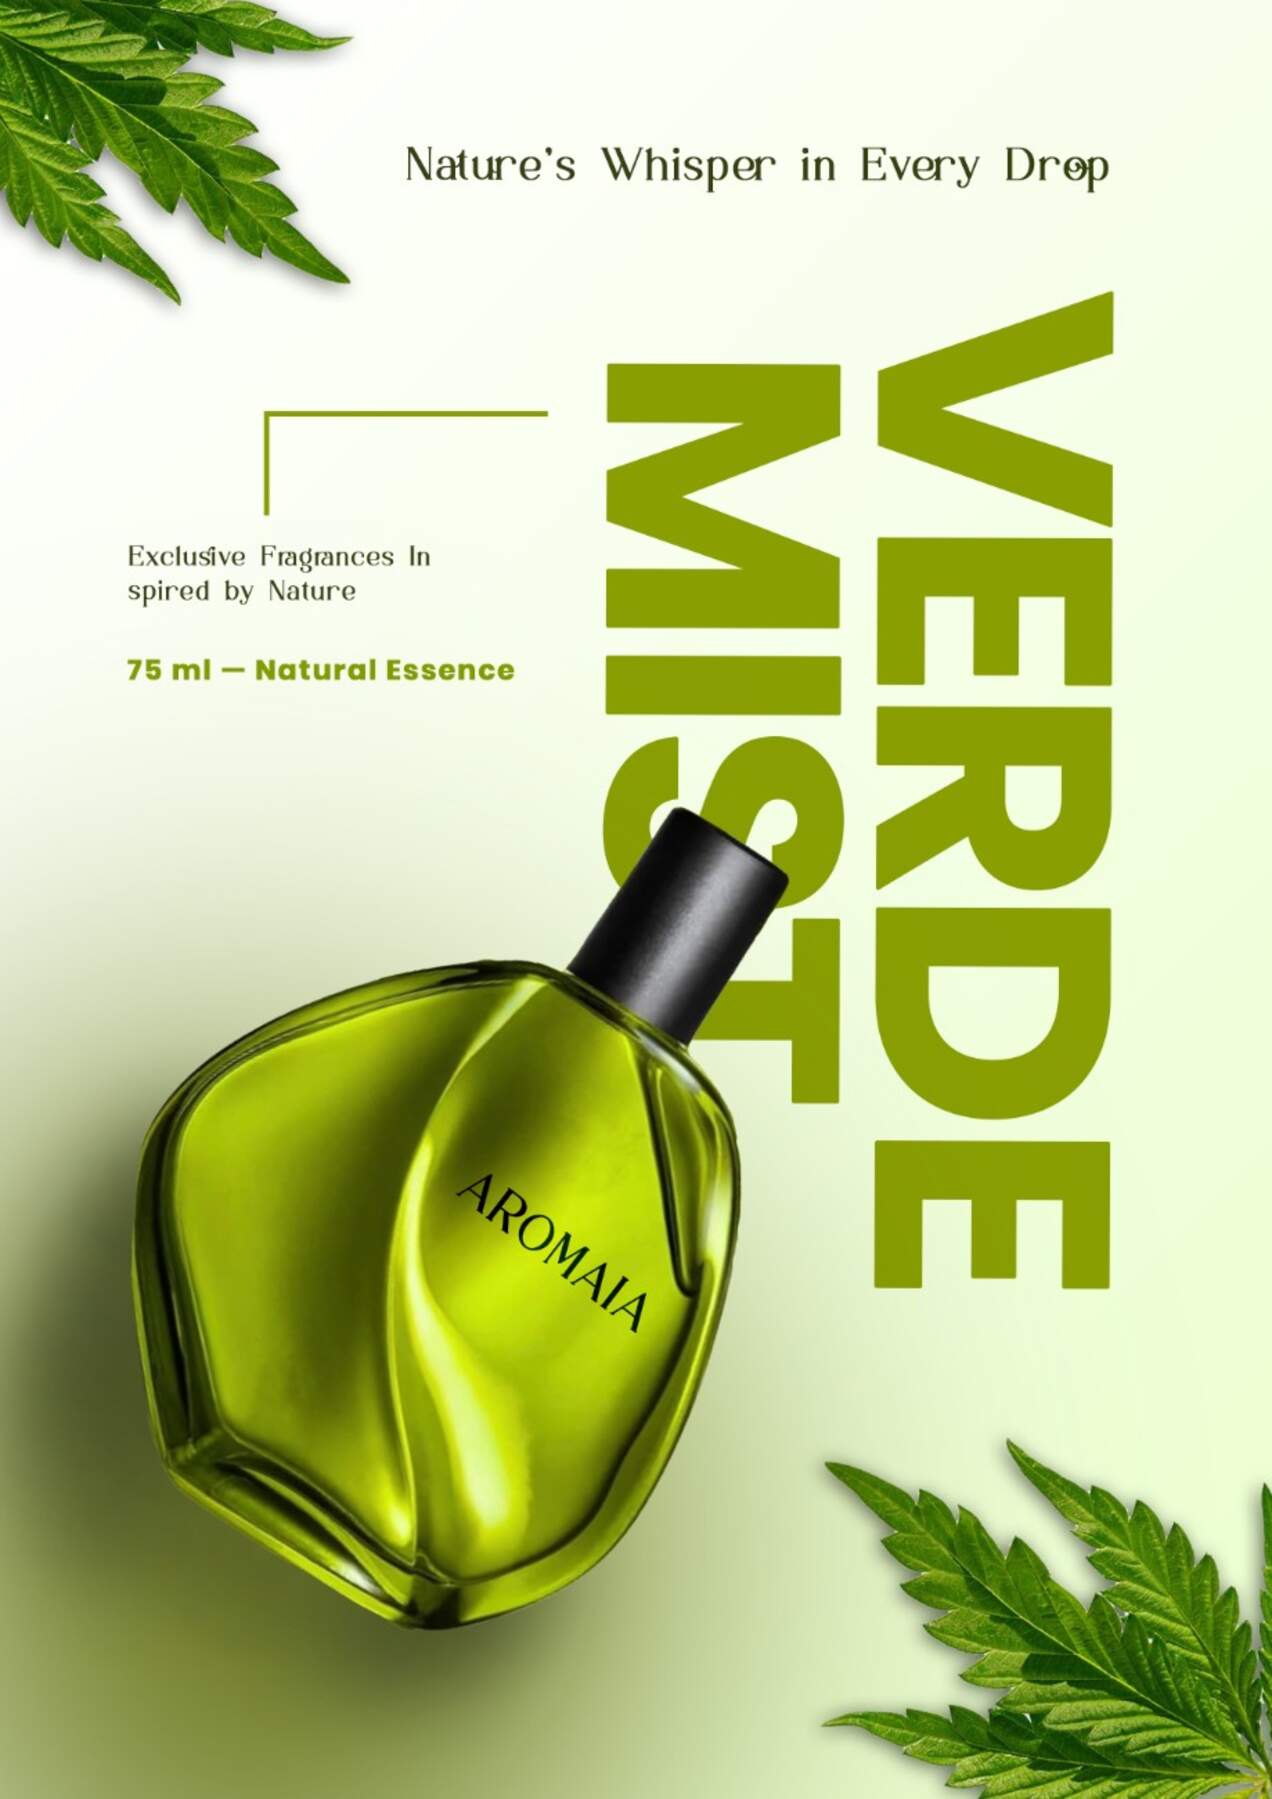 Nature's Whisper in Every Drop
VERDE
MIST
Exclusive Fragrances In
spired by Nature
75 ml — Natural Essence
AROMAIA